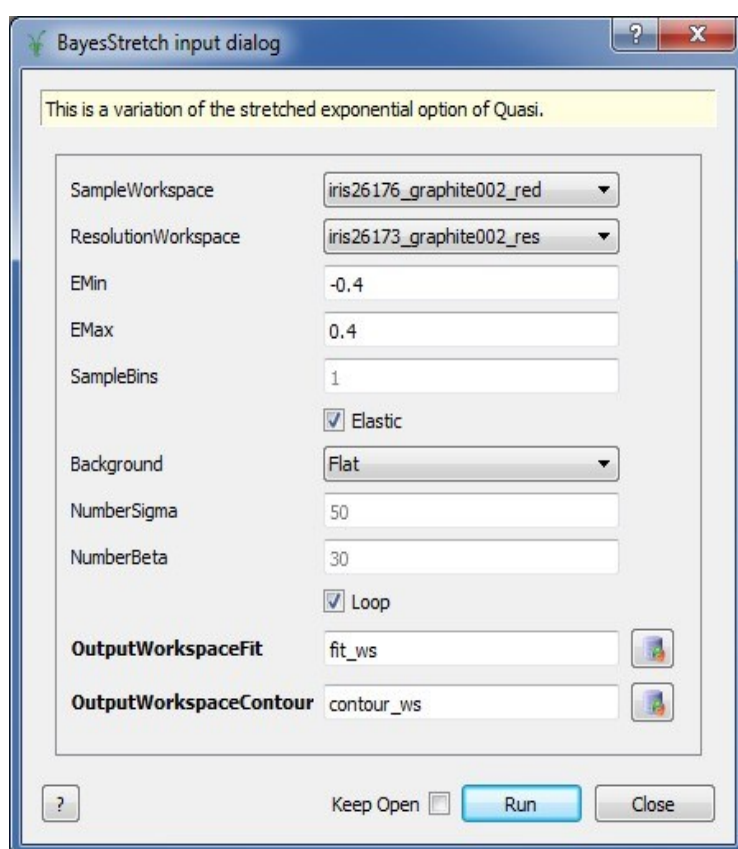 BayesStretch input dialog
This is a variation of the stretched exponential option of Quasi.
SampleWorkspace iris26176_graphite002_red
ResolutionWorkspace iris26173_graphite002_res
EMin -0.4
EMax 0.4
SampleBins 1
Elastic
Background Flat
NumberSigma 50
NumberBeta 30
Loop
OutputWorkspaceFit fit_ws
OutputWorkspaceContour contour_ws
? Keep Open Run Close